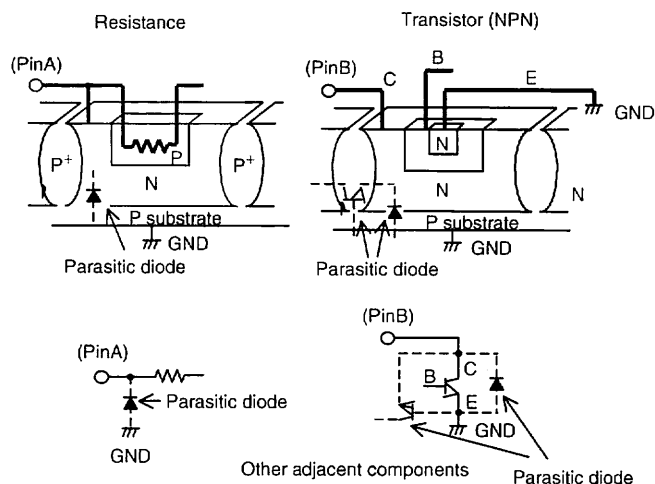 Resistance
Transistor (NPN)
(PinA)
(PinB)
C
B
E
GND
P+
P
P+
N
N
N
N
P substrate
GND
Parasitic diode
P substrate
GND
Parasitic diode
(PinA)
Parasitic diode
GND
(PinB)
C
B
E
GND
Other adjacent components
Parasitic diode